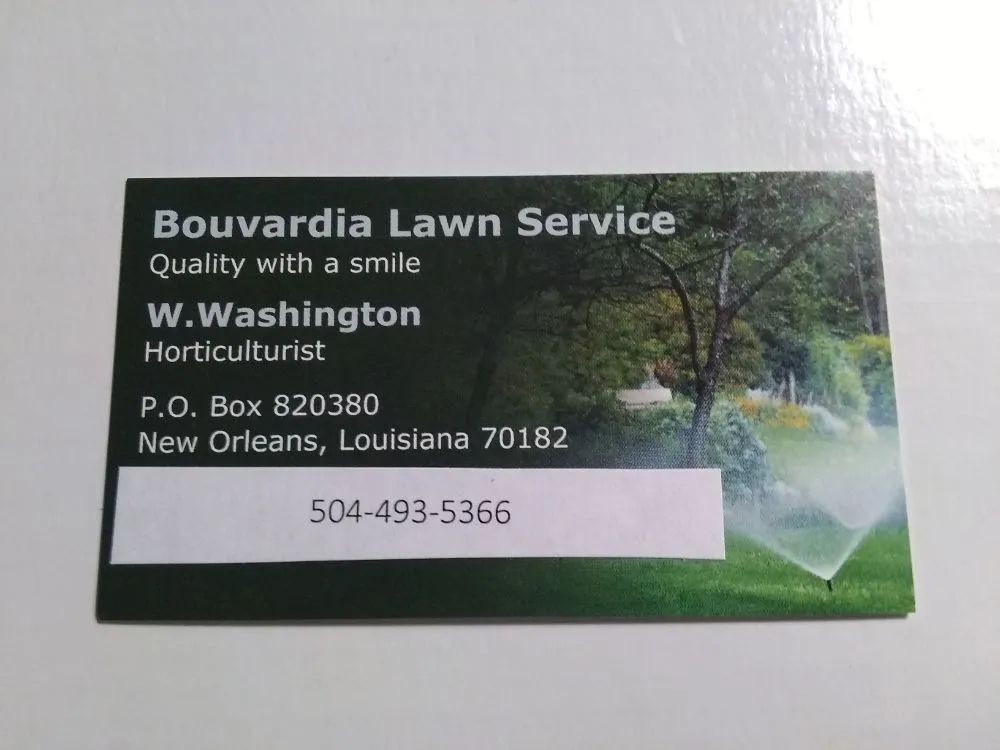 Bouvardia Lawn Service
Quality with a smile
W.Washington
Horticulturist
P.O. Box 820380
New Orleans, Louisiana 70182
504-493-5366